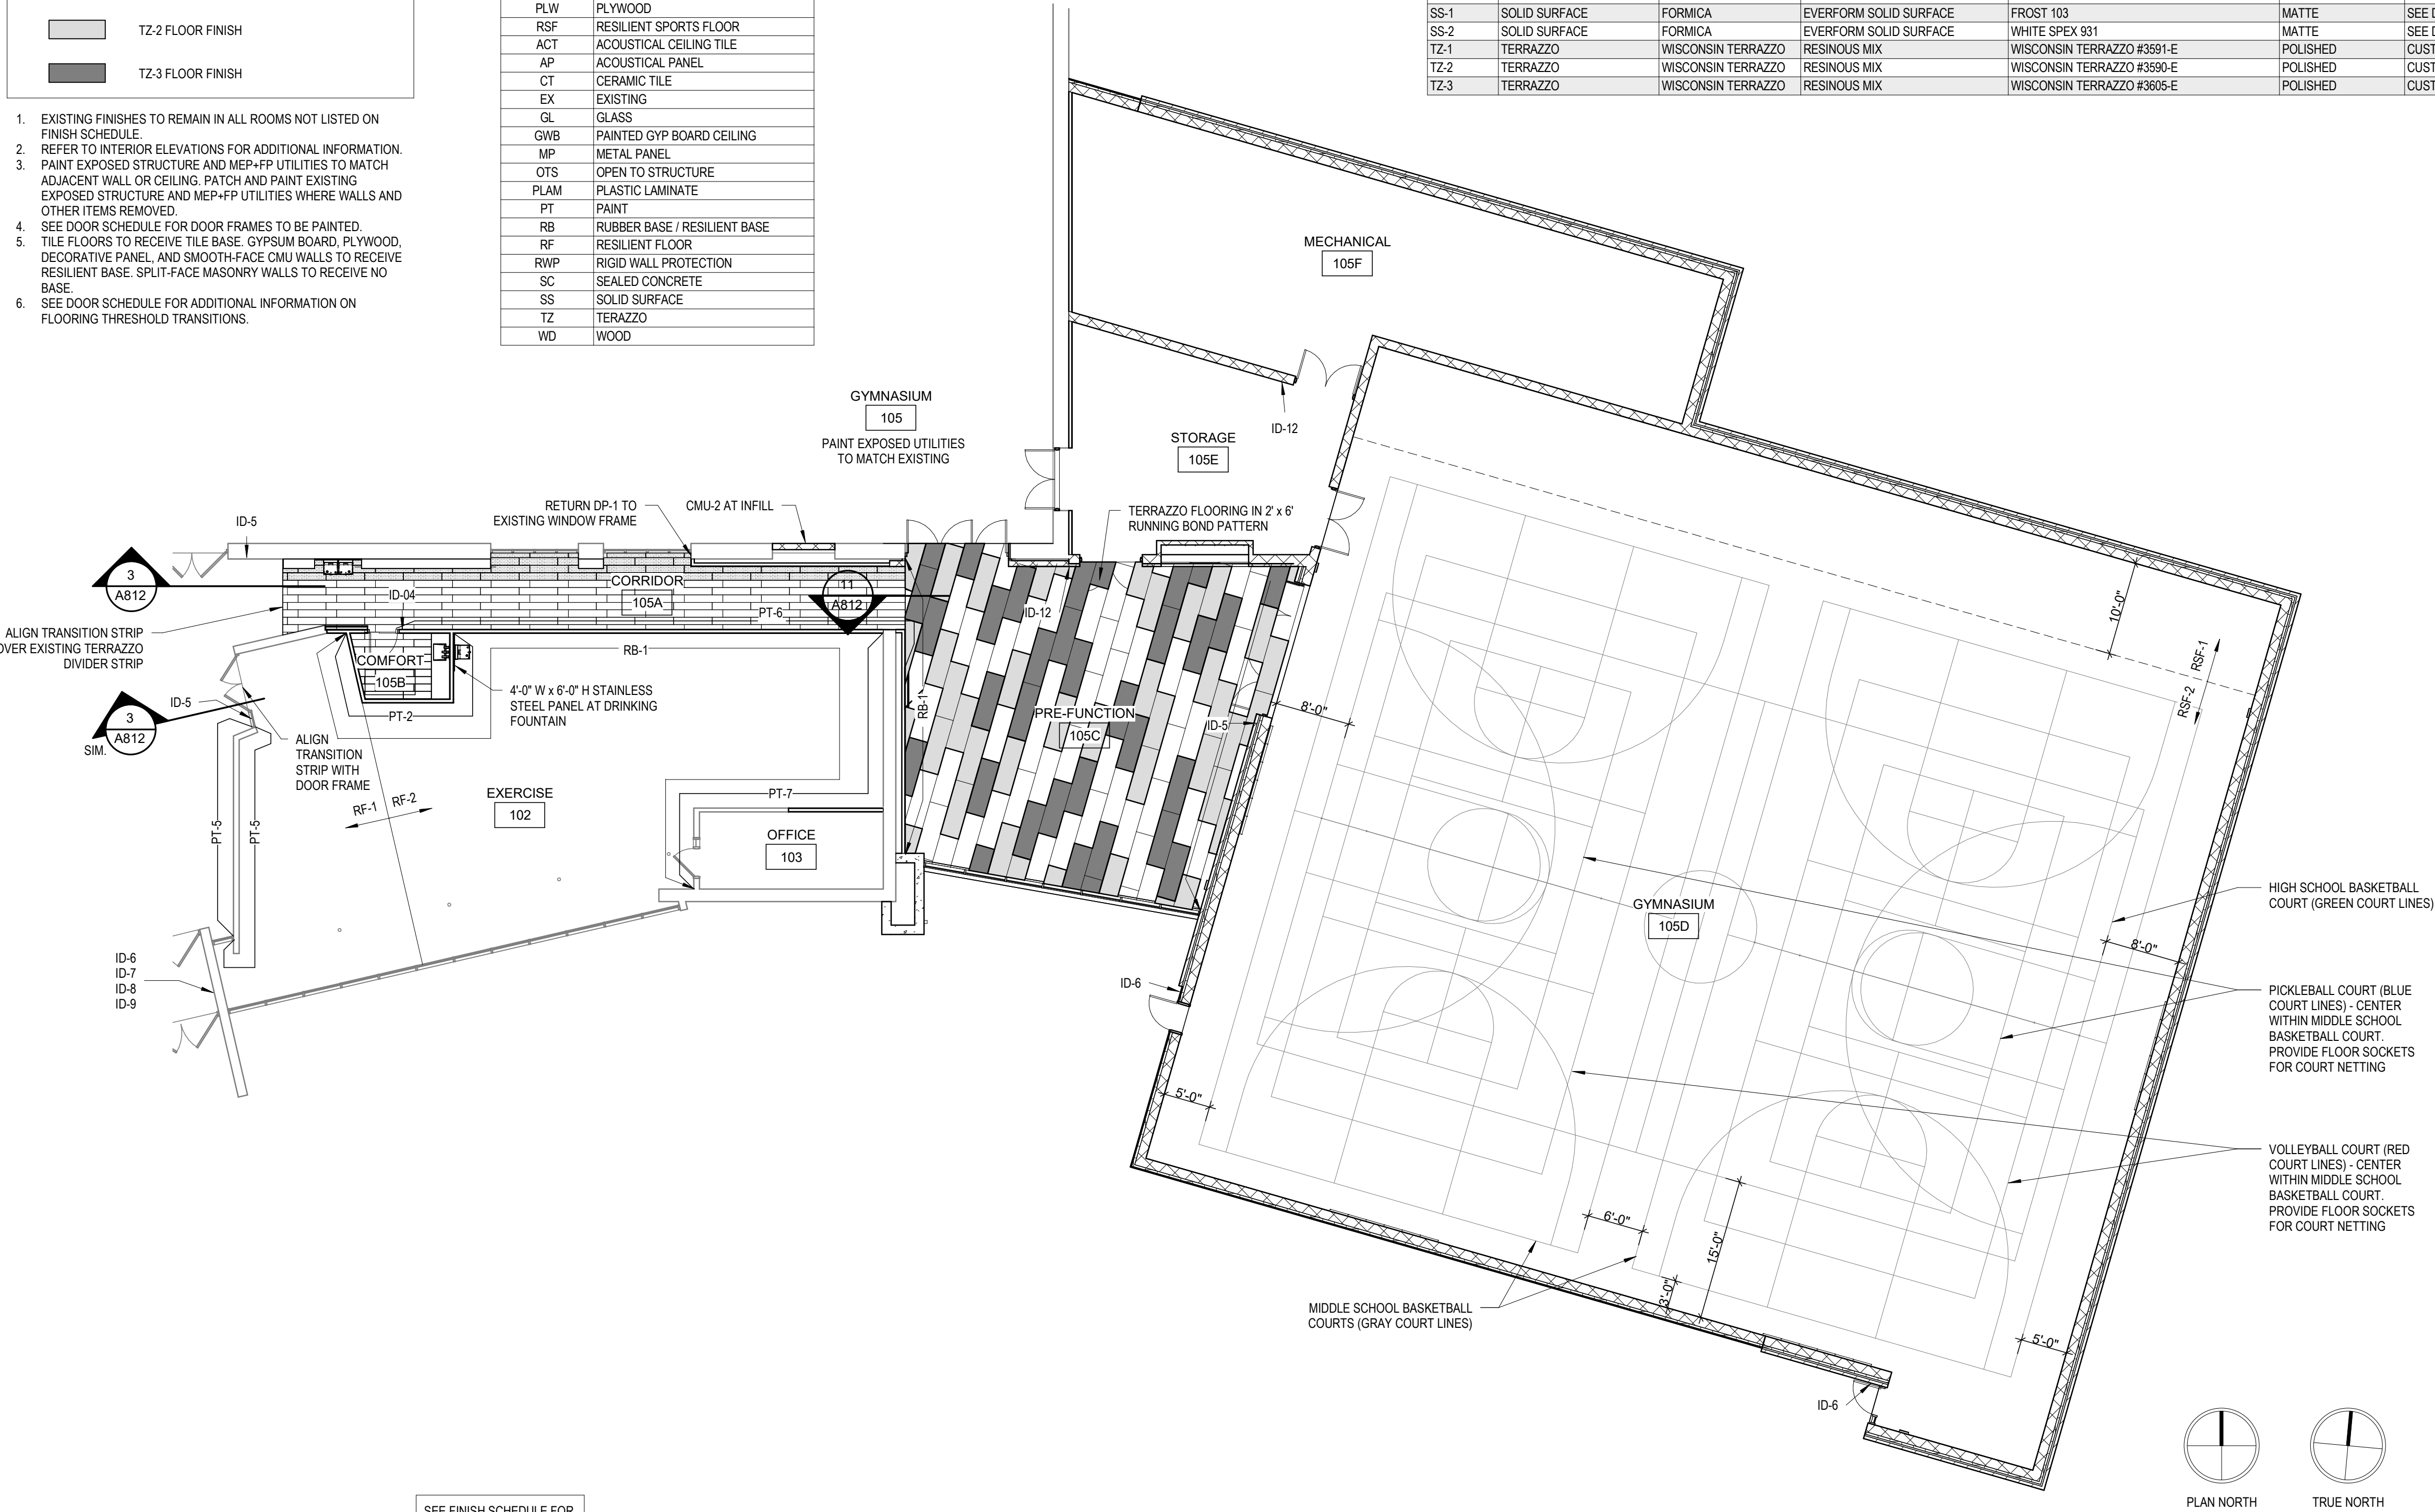 TZ-2 FLOOR FINISH
TZ-3 FLOOR FINISH
1. EXISTING FINISHES TO REMAIN IN ALL ROOMS NOT LISTED ON
FINISH SCHEDULE.
2. REFER TO INTERIOR ELEVATIONS FOR ADDITIONAL INFORMATION.
3. PAINT EXPOSED STRUCTURE AND MEP+FP UTILITIES TO MATCH
ADJACENT WALL OR CEILING. PATCH AND PAINT EXISTING
EXPOSED STRUCTURE AND MEP+FP UTILITIES WHERE WALLS AND
OTHER ITEMS REMOVED.
4. SEE DOOR SCHEDULE FOR DOOR FRAMES TO BE PAINTED.
5. TILE FLOORS TO RECEIVE TILE BASE. GYPSUM BOARD, PLYWOOD,
DECORATIVE PANEL, AND SMOOTH-FACE CMU WALLS TO RECEIVE
RESILIENT BASE. SPLIT-FACE MASONRY WALLS TO RECEIVE NO
BASE.
6. SEE DOOR SCHEDULE FOR ADDITIONAL INFORMATION ON
FLOORING THRESHOLD TRANSITIONS.
PLW PLYWOOD
RSF RESILIENT SPORTS FLOOR
ACT ACOUSTICAL CEILING TILE
AP ACOUSTICAL PANEL
CT CERAMIC TILE
EX EXISTING
GL GLASS
GWB PAINTED GYP BOARD CEILING
MP METAL PANEL
OTS OPEN TO STRUCTURE
PLAM PLASTIC LAMINATE
PT PAINT
RB RUBBER BASE / RESILIENT BASE
RF RESILIENT FLOOR
RWP RIGID WALL PROTECTION
SC SEALED CONCRETE
SS SOLID SURFACE
TZ TERAZZO
WD WOOD
SS-1 SOLID SURFACE FORMICA EVERFORM SOLID SURFACE FROST 103 MATTE SEE D
SS-2 SOLID SURFACE FORMICA EVERFORM SOLID SURFACE WHITE SPEX 931 MATTE SEE D
TZ-1 TERRAZZO WISCONSIN TERRAZZO RESINOUS MIX WISCONSIN TERRAZZO #3591-E POLISHED CUST
TZ-2 TERRAZZO WISCONSIN TERRAZZO RESINOUS MIX WISCONSIN TERRAZZO #3590-E POLISHED CUST
TZ-3 TERRAZZO WISCONSIN TERRAZZO RESINOUS MIX WISCONSIN TERRAZZO #3605-E POLISHED CUST
MECHANICAL
105F
GYMNASIUM
105
PAINT EXPOSED UTILITIES
TO MATCH EXISTING
STORAGE
105E
ID-12
RETURN DP-1 TO
EXISTING WINDOW FRAME
CMU-2 AT INFILL
TERRAZZO FLOORING IN 2' x 6'
RUNNING BOND PATTERN
ID-5
3
A812
CORRIDOR
105A
ID-04
PT-6
11
A812
ID-12
ALIGN TRANSITION STRIP
OVER EXISTING TERRAZZO
DIVIDER STRIP
COMFORT
105B
RB-1
4'-0" W x 6'-0" H STAINLESS
STEEL PANEL AT DRINKING
FOUNTAIN
PT-2
ID-5
3
A812
SIM.
ALIGN
TRANSITION
STRIP WITH
DOOR FRAME
RF-1
RF-2
PT-5
PT-5
EXERCISE
102
PT-7
OFFICE
103
RB-1
PRE-FUNCTION
105C
ID-5
8'-0"
10'-0"
RSF-1
RSF-2
GYMNASIUM
105D
8'-0"
HIGH SCHOOL BASKETBALL
COURT (GREEN COURT LINES)
PICKLEBALL COURT (BLUE
COURT LINES) - CENTER
WITHIN MIDDLE SCHOOL
BASKETBALL COURT.
PROVIDE FLOOR SOCKETS
FOR COURT NETTING
VOLLEYBALL COURT (RED
COURT LINES) - CENTER
WITHIN MIDDLE SCHOOL
BASKETBALL COURT.
PROVIDE FLOOR SOCKETS
FOR COURT NETTING
ID-6
ID-7
ID-8
ID-9
ID-6
5'-0"
6'-0"
15'-0"
3'-0"
5'-0"
MIDDLE SCHOOL BASKETBALL
COURTS (GRAY COURT LINES)
ID-6
PLAN NORTH
TRUE NORTH
SEE FINISH SCHEDULE FOR